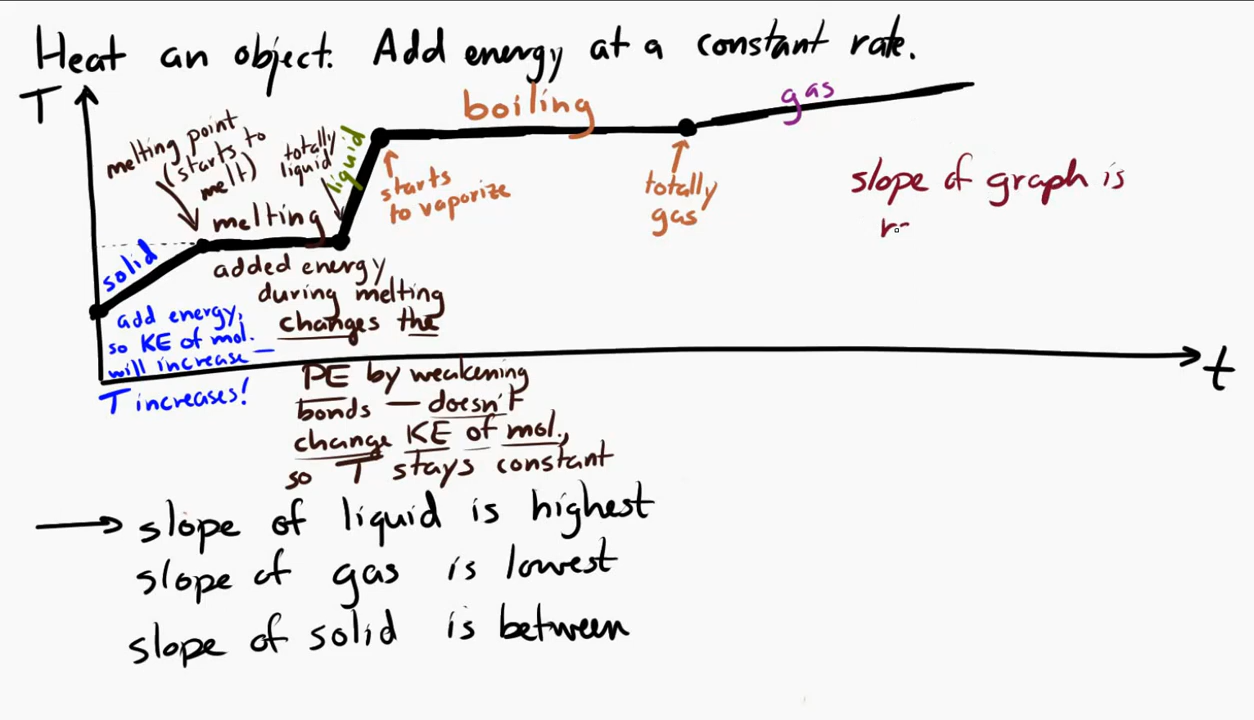 Heat an object. Add energy at a constant rate.
T
boiling
gas
melting point
(starts to
melt)
totally
liquid
liquid
starts
to vaporize
totally
gas
slope of graph is
r
melting
solid
added energy
during melting
changes the
add energy,
so KE of mol.
will increase —
T increases!
t
PE by weakening
bonds — doesn't
change KE of mol.,
so T stays constant
→ slope of liquid is highest
slope of gas is lowest
slope of solid is between